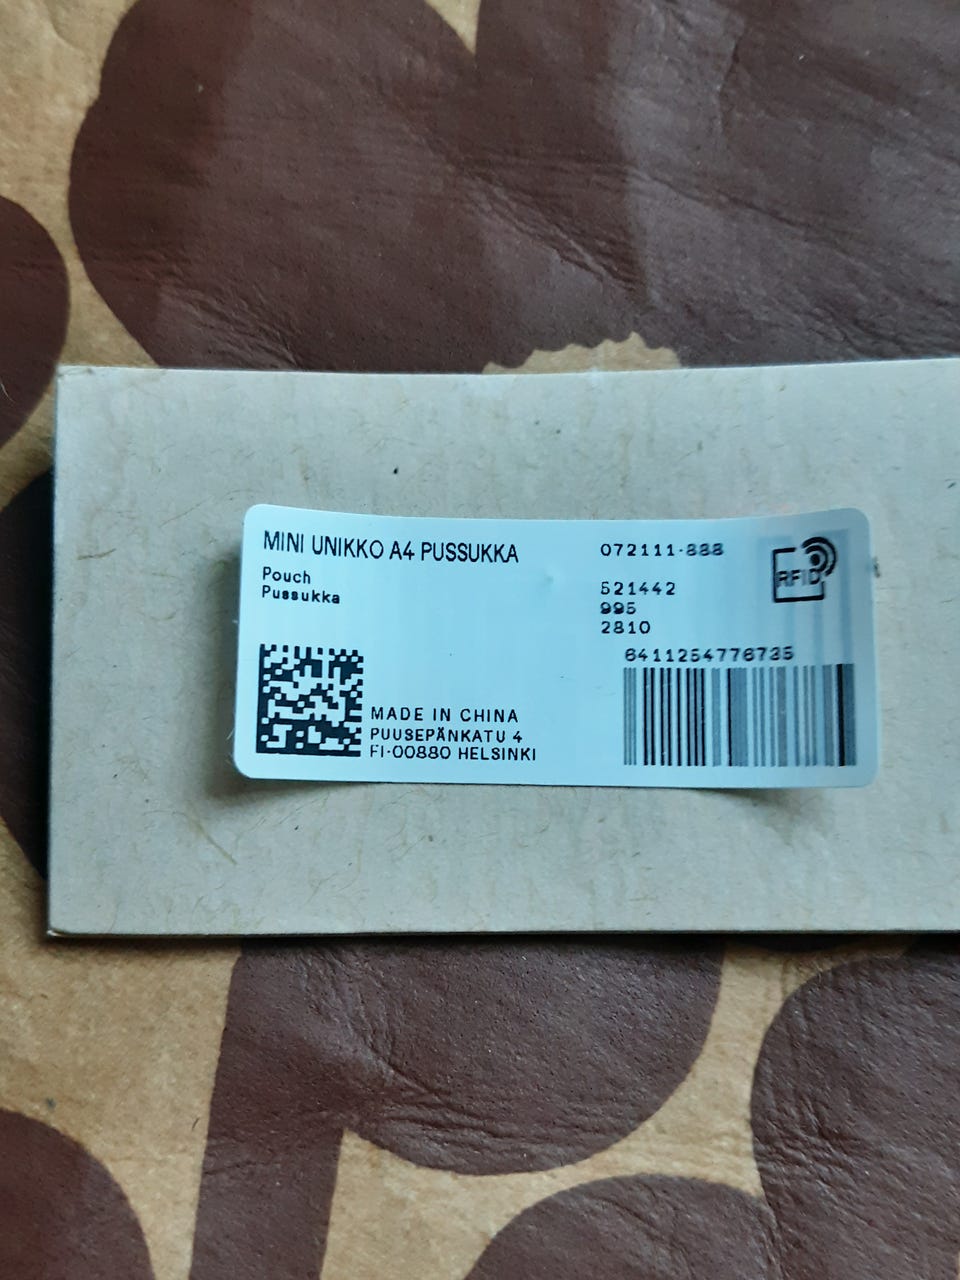 MINI UNIKKO A4 PUSSUKKA
Pouch
Pussukka
072111-888
521442
995
2810
RFID
6411254776735
MADE IN CHINA
PUUSEPÄNKATU 4
FI-00880 HELSINKI